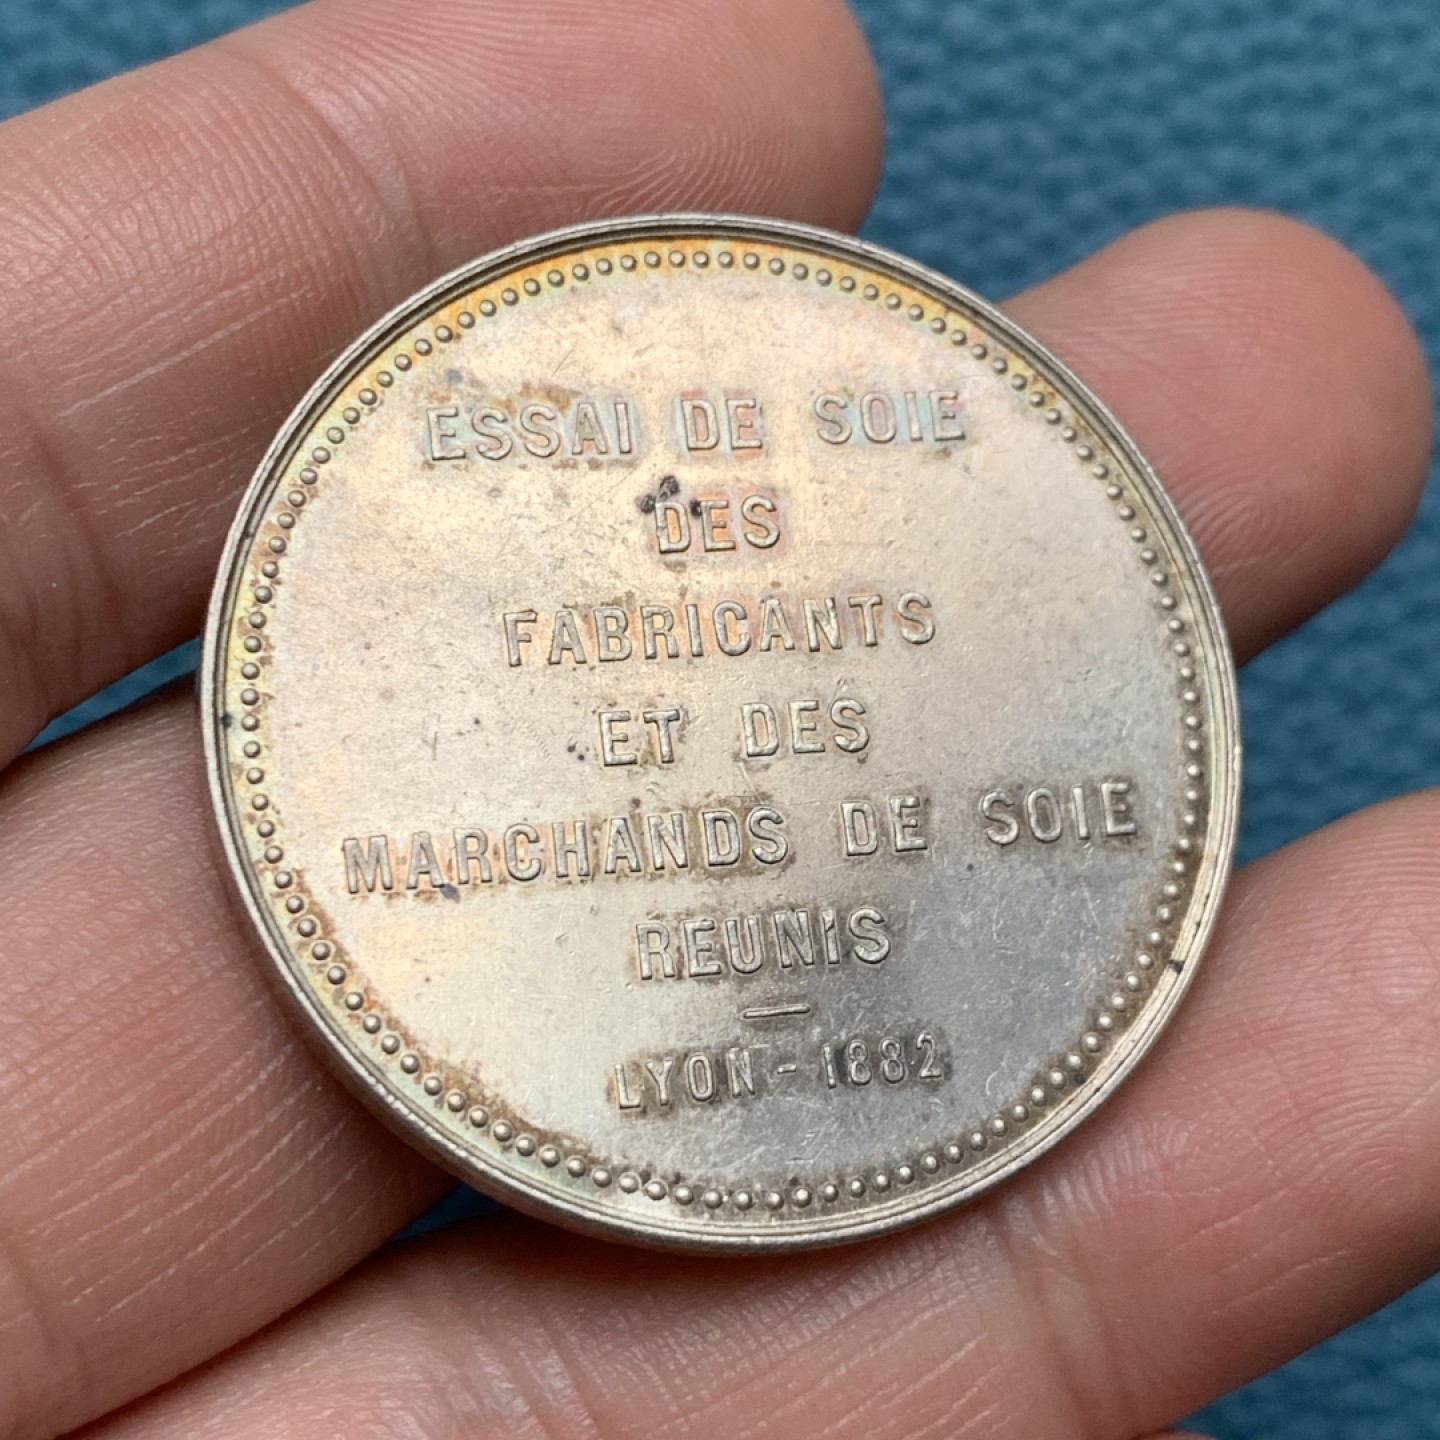 ESSAI DE SOIE
DES
FABRICANTS
ET DES
MARCHANDS DE SOIE
REUNIS
—
LYON - 1882